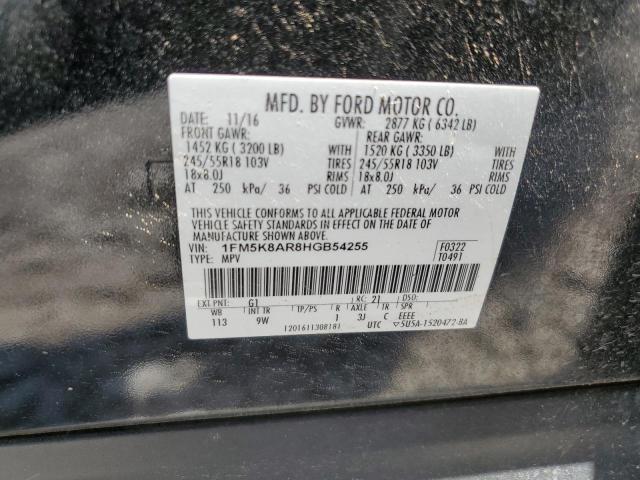 MFD. BY FORD MOTOR CO.
DATE: 11/16 GVWR: 2877 KG ( 6342 LB)
FRONT GAWR: REAR GAWR:
1452 KG ( 3200 LB) WITH 1520 KG ( 3350 LB) WITH
245/55R18 103V TIRES 245/55R18 103V TIRES
18x8.0J RIMS 18x8.0J RIMS
AT 250 kPa/ 36 PSI COLD AT 250 kPa/ 36 PSI COLD
THIS VEHICLE CONFORMS TO ALL APPLICABLE FEDERAL MOTOR
VEHICLE SAFETY STANDARDS IN EFFECT ON THE DATE OF
MANUFACTURE SHOWN ABOVE.
VIN: 1FM5K8AR8HGB54255 F0322
TYPE: MPV T0491
EXT PNT: G1 RC: 21 DSO:
WB INT TR TP/PS R AXLE TR SPR
113 9W 1 3J C EEEE
1201611308181 UTC ▽5U5A-1520472-BA